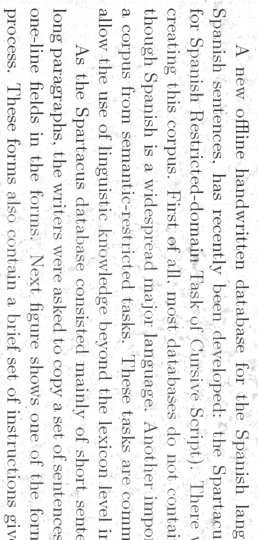 A new offline handwritten database for the Spanish lang
Spanish sentences, has recently been developed: the Spartacu
for Spanish Restricted-domain Task of Cursive Script). There
creating this corpus. First of all, most databases do not contai
though Spanish is a widespread major language. Another impor
a corpus from semantic-restricted tasks. These tasks are comm
allow the use of linguistic knowledge beyond the lexicon level in
As the Spartacus database consisted mainly of short sente
long paragraphs, the writers were asked to copy a set of sentences
one-line fields in the forms. Next figure shows one of the form
process. These forms also contain a brief set of instructions give